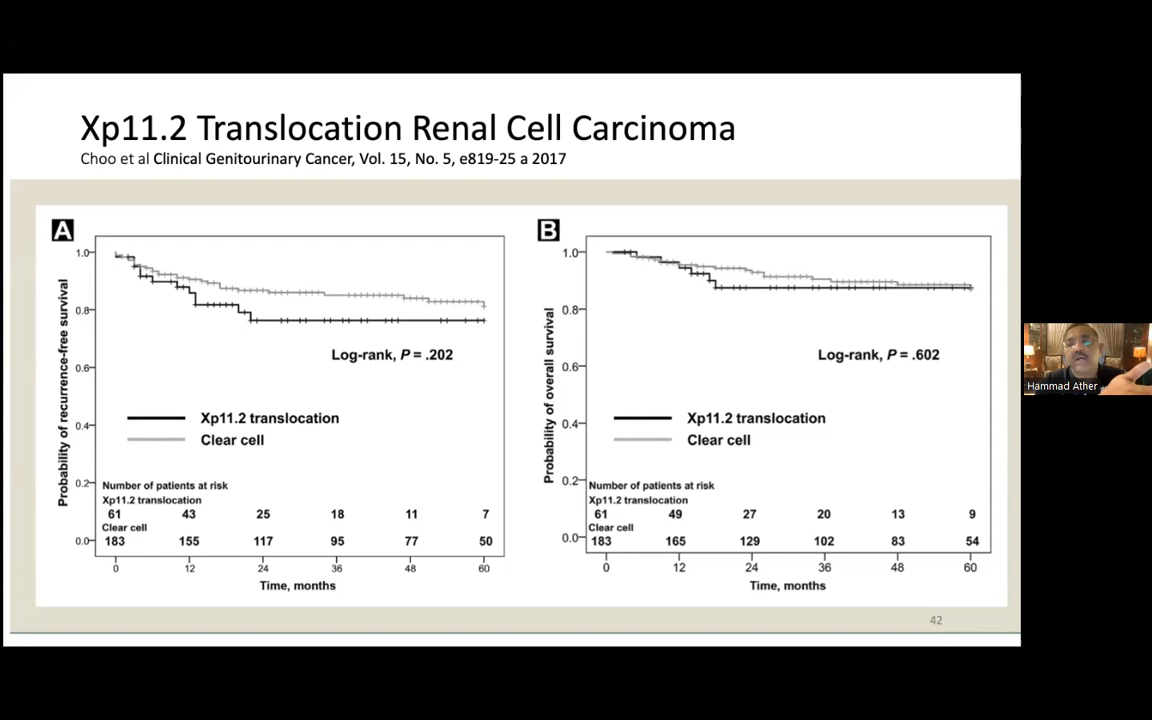 Xp11.2 Translocation Renal Cell Carcinoma
Choo et al Clinical Genitourinary Cancer, Vol. 15, No. 5, e819-25 a 2017
A
Probability of recurrence-free survival
1.0
0.8
0.6
0.4
0.2
0.0
Log-rank, P = .202
Xp11.2 translocation
Clear cell
Number of patients at risk
Xp11.2 translocation
61 43 25 18 11 7
Clear cell
183 155 117 95 77 50
0 12 24 36 48 60
Time, months
B
Probability of overall survival
1.0
0.8
0.6
0.4
0.2
0.0
Log-rank, P = .602
Xp11.2 translocation
Clear cell
Number of patients at risk
Xp11.2 translocation
61 49 27 20 13 9
Clear cell
183 165 129 102 83 54
0 12 24 36 48 60
Time, months
42
Hammad Ather